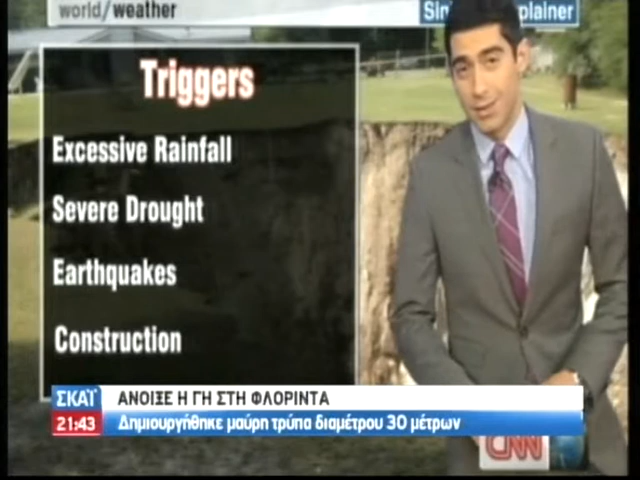 world/weather
Triggers
Excessive Rainfall
Severe Drought
Earthquakes
Construction
ΣΚΑΪ
21:43
ΑΝΟΙΞΕ Η ΓΗ ΣΤΗ ΦΛΟΡΙΝΤΑ
Δημιουργήθηκε μαύρη τρύπα διαμέτρου 30 μέτρων
CNN